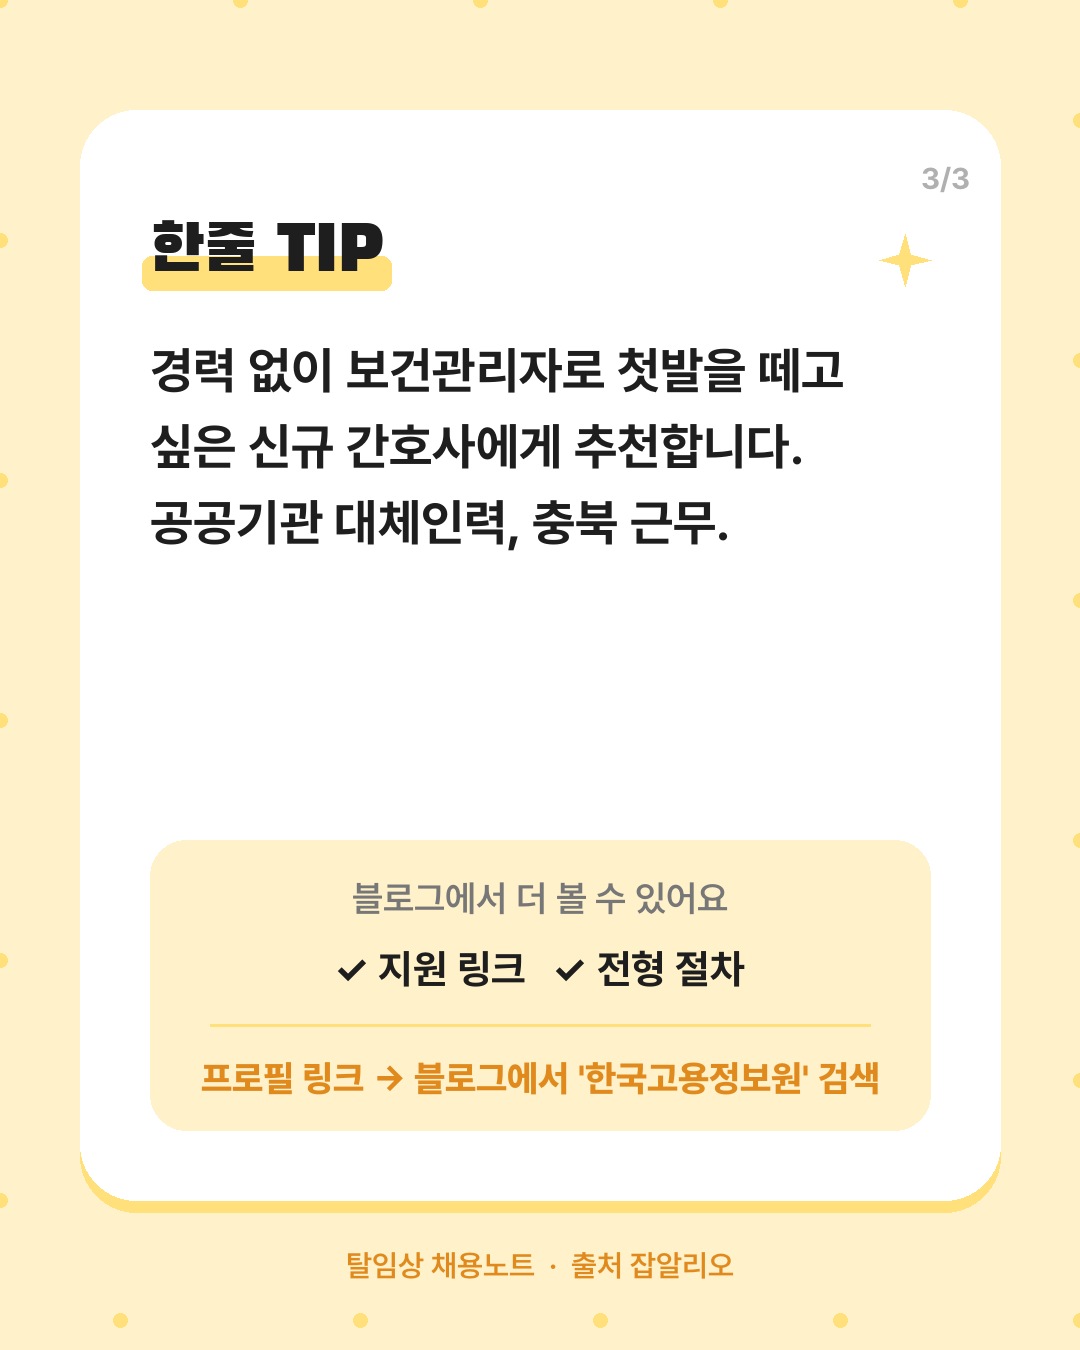 3/3
한줄 TIP
경력 없이 보건관리자로 첫발을 떼고
싶은 신규 간호사에게 추천합니다.
공공기관 대체인력, 충북 근무.
블로그에서 더 볼 수 있어요
✓ 지원 링크 ✓ 전형 절차
프로필 링크 → 블로그에서 '한국고용정보원' 검색
탈임상 채용노트 · 출처 잡알리오